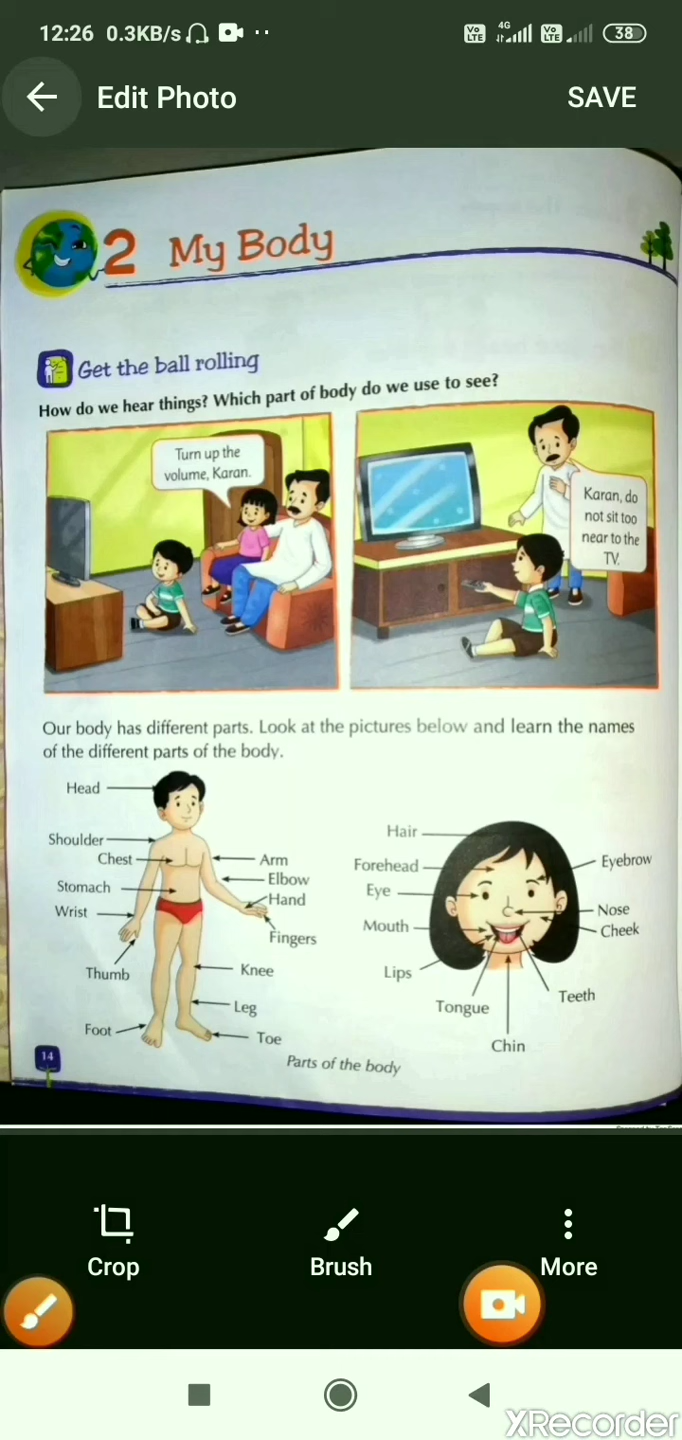 12:26 0.3KB/s
Vo LTE 4G Vo LTE 38
Edit Photo
SAVE
2 My Body
Get the ball rolling
How do we hear things? Which part of body do we use to see?
Turn up the
volume, Karan.
Karan, do
not sit too
near to the
TV.
Our body has different parts. Look at the pictures below and learn the names
of the different parts of the body.
Head
Shoulder
Chest
Stomach
Wrist
Thumb
Foot
Arm
Elbow
Hand
Fingers
Knee
Leg
Toe
Hair
Forehead
Eye
Mouth
Lips
Tongue
Chin
Eyebrow
Nose
Cheek
Teeth
Parts of the body
14
Crop
Brush
More
XRecorder